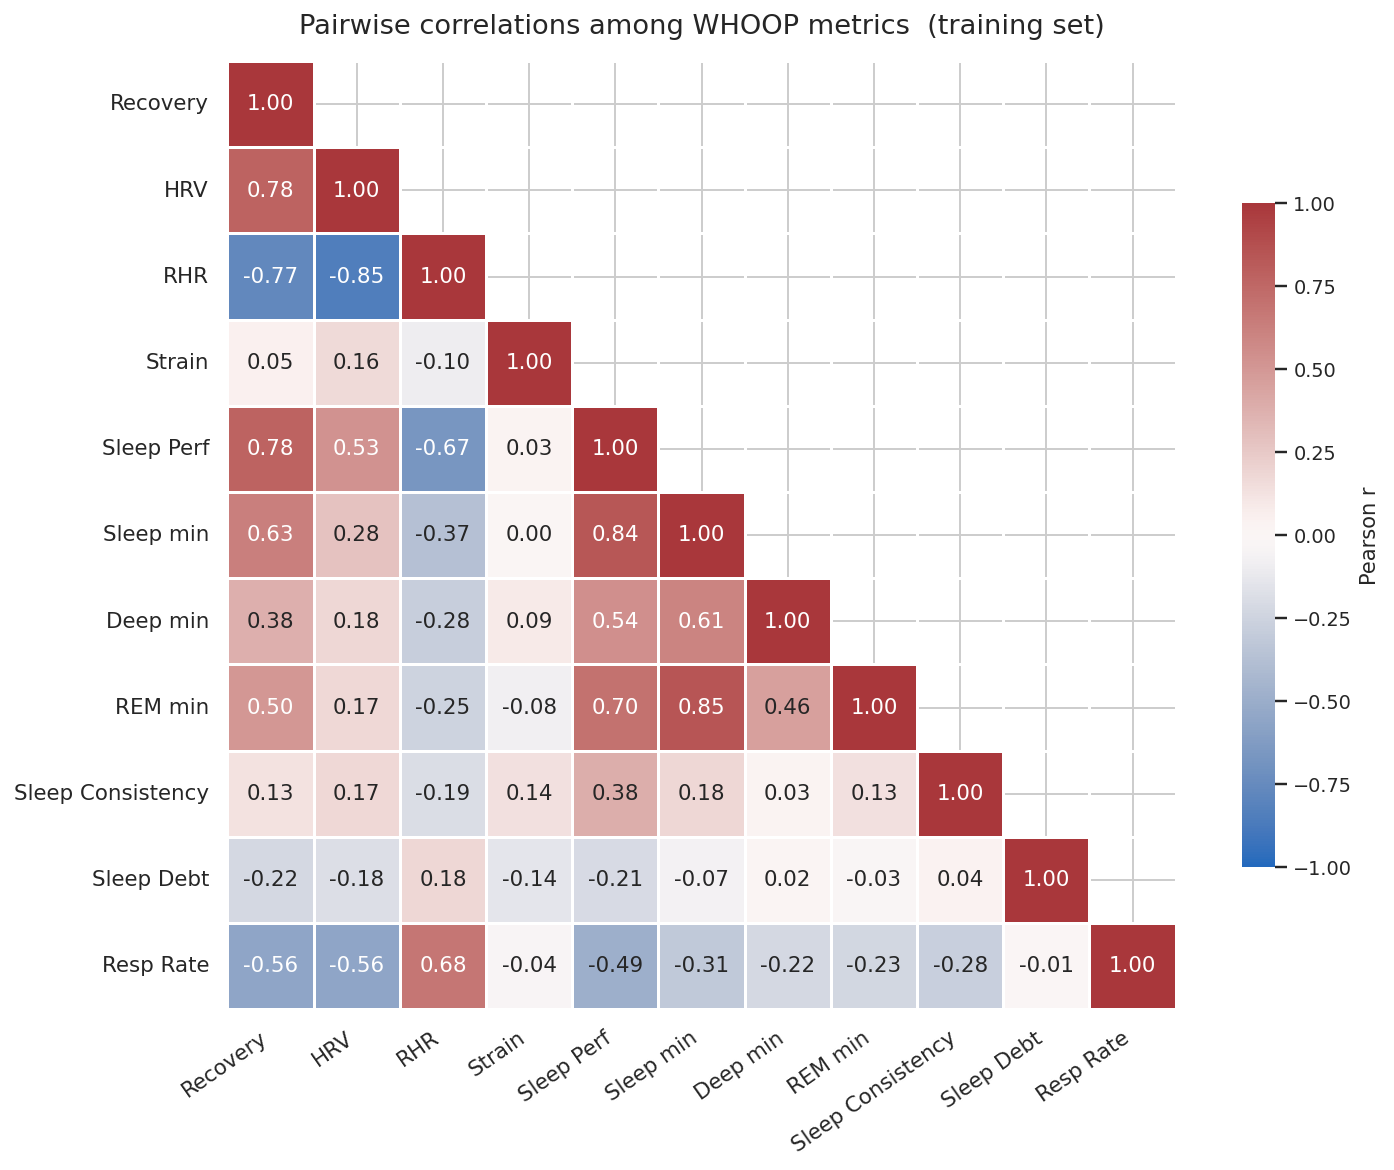 Pairwise correlations among WHOOP metrics  (training set)
Recovery 1.00
HRV 0.78 1.00
RHR -0.77 -0.85 1.00
Strain 0.05 0.16 -0.10 1.00
Sleep Perf 0.78 0.53 -0.67 0.03 1.00
Sleep min 0.63 0.28 -0.37 0.00 0.84 1.00
Deep min 0.38 0.18 -0.28 0.09 0.54 0.61 1.00
REM min 0.50 0.17 -0.25 -0.08 0.70 0.85 0.46 1.00
Sleep Consistency 0.13 0.17 -0.19 0.14 0.38 0.18 0.03 0.13 1.00
Sleep Debt -0.22 -0.18 0.18 -0.14 -0.21 -0.07 0.02 -0.03 0.04 1.00
Resp Rate -0.56 -0.56 0.68 -0.04 -0.49 -0.31 -0.22 -0.23 -0.28 -0.01 1.00
Recovery
HRV
RHR
Strain
Sleep Perf
Sleep min
Deep min
REM min
Sleep Consistency
Sleep Debt
Resp Rate
1.00
0.75
0.50
0.25
0.00
−0.25
−0.50
−0.75
−1.00
Pearson r